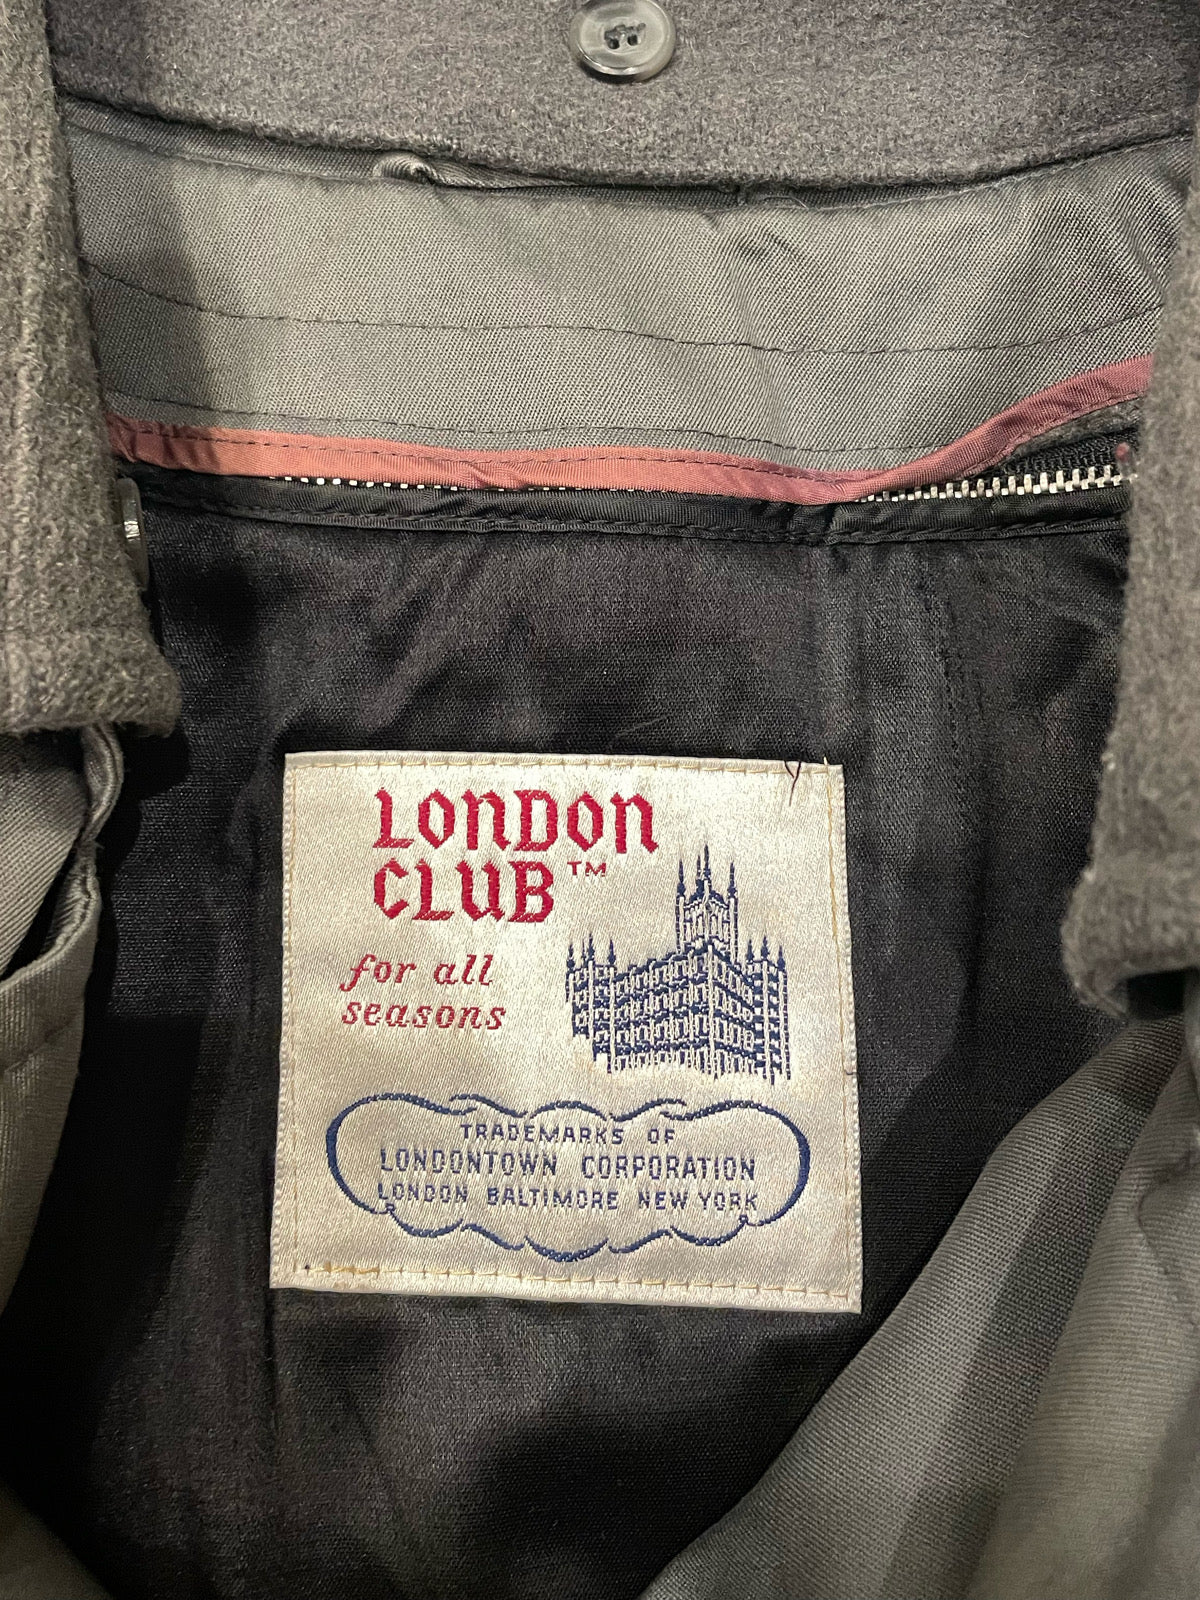 LONDON
CLUB™
for all
seasons
TRADEMARKS OF
LONDONTOWN CORPORATION
LONDON BALTIMORE NEW YORK